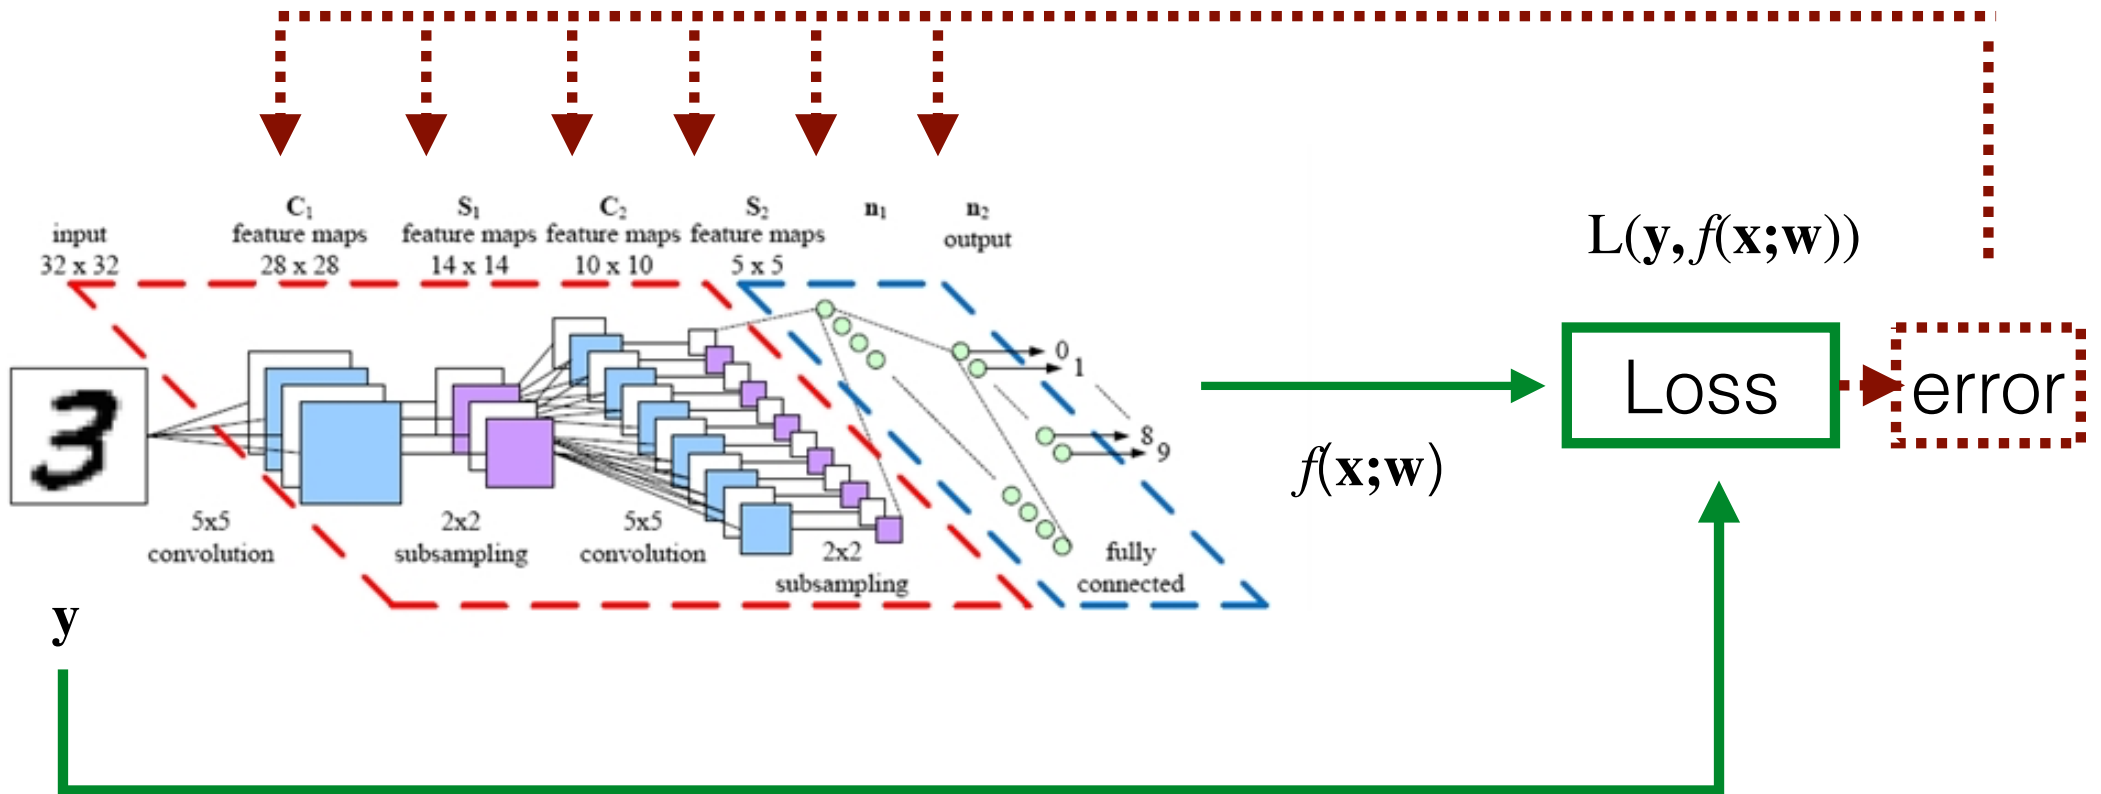 C₁
S₁
C₂
S₂
n₁
n₂
input
feature maps
feature maps
feature maps
feature maps
output
32 x 32
28 x 28
14 x 14
10 x 10
5 x 5
L(y, f(x;w))
3
0
1
8
9
Loss
error
f(x;w)
5x5
convolution
2x2
subsampling
5x5
convolution
2x2
subsampling
fully
connected
y